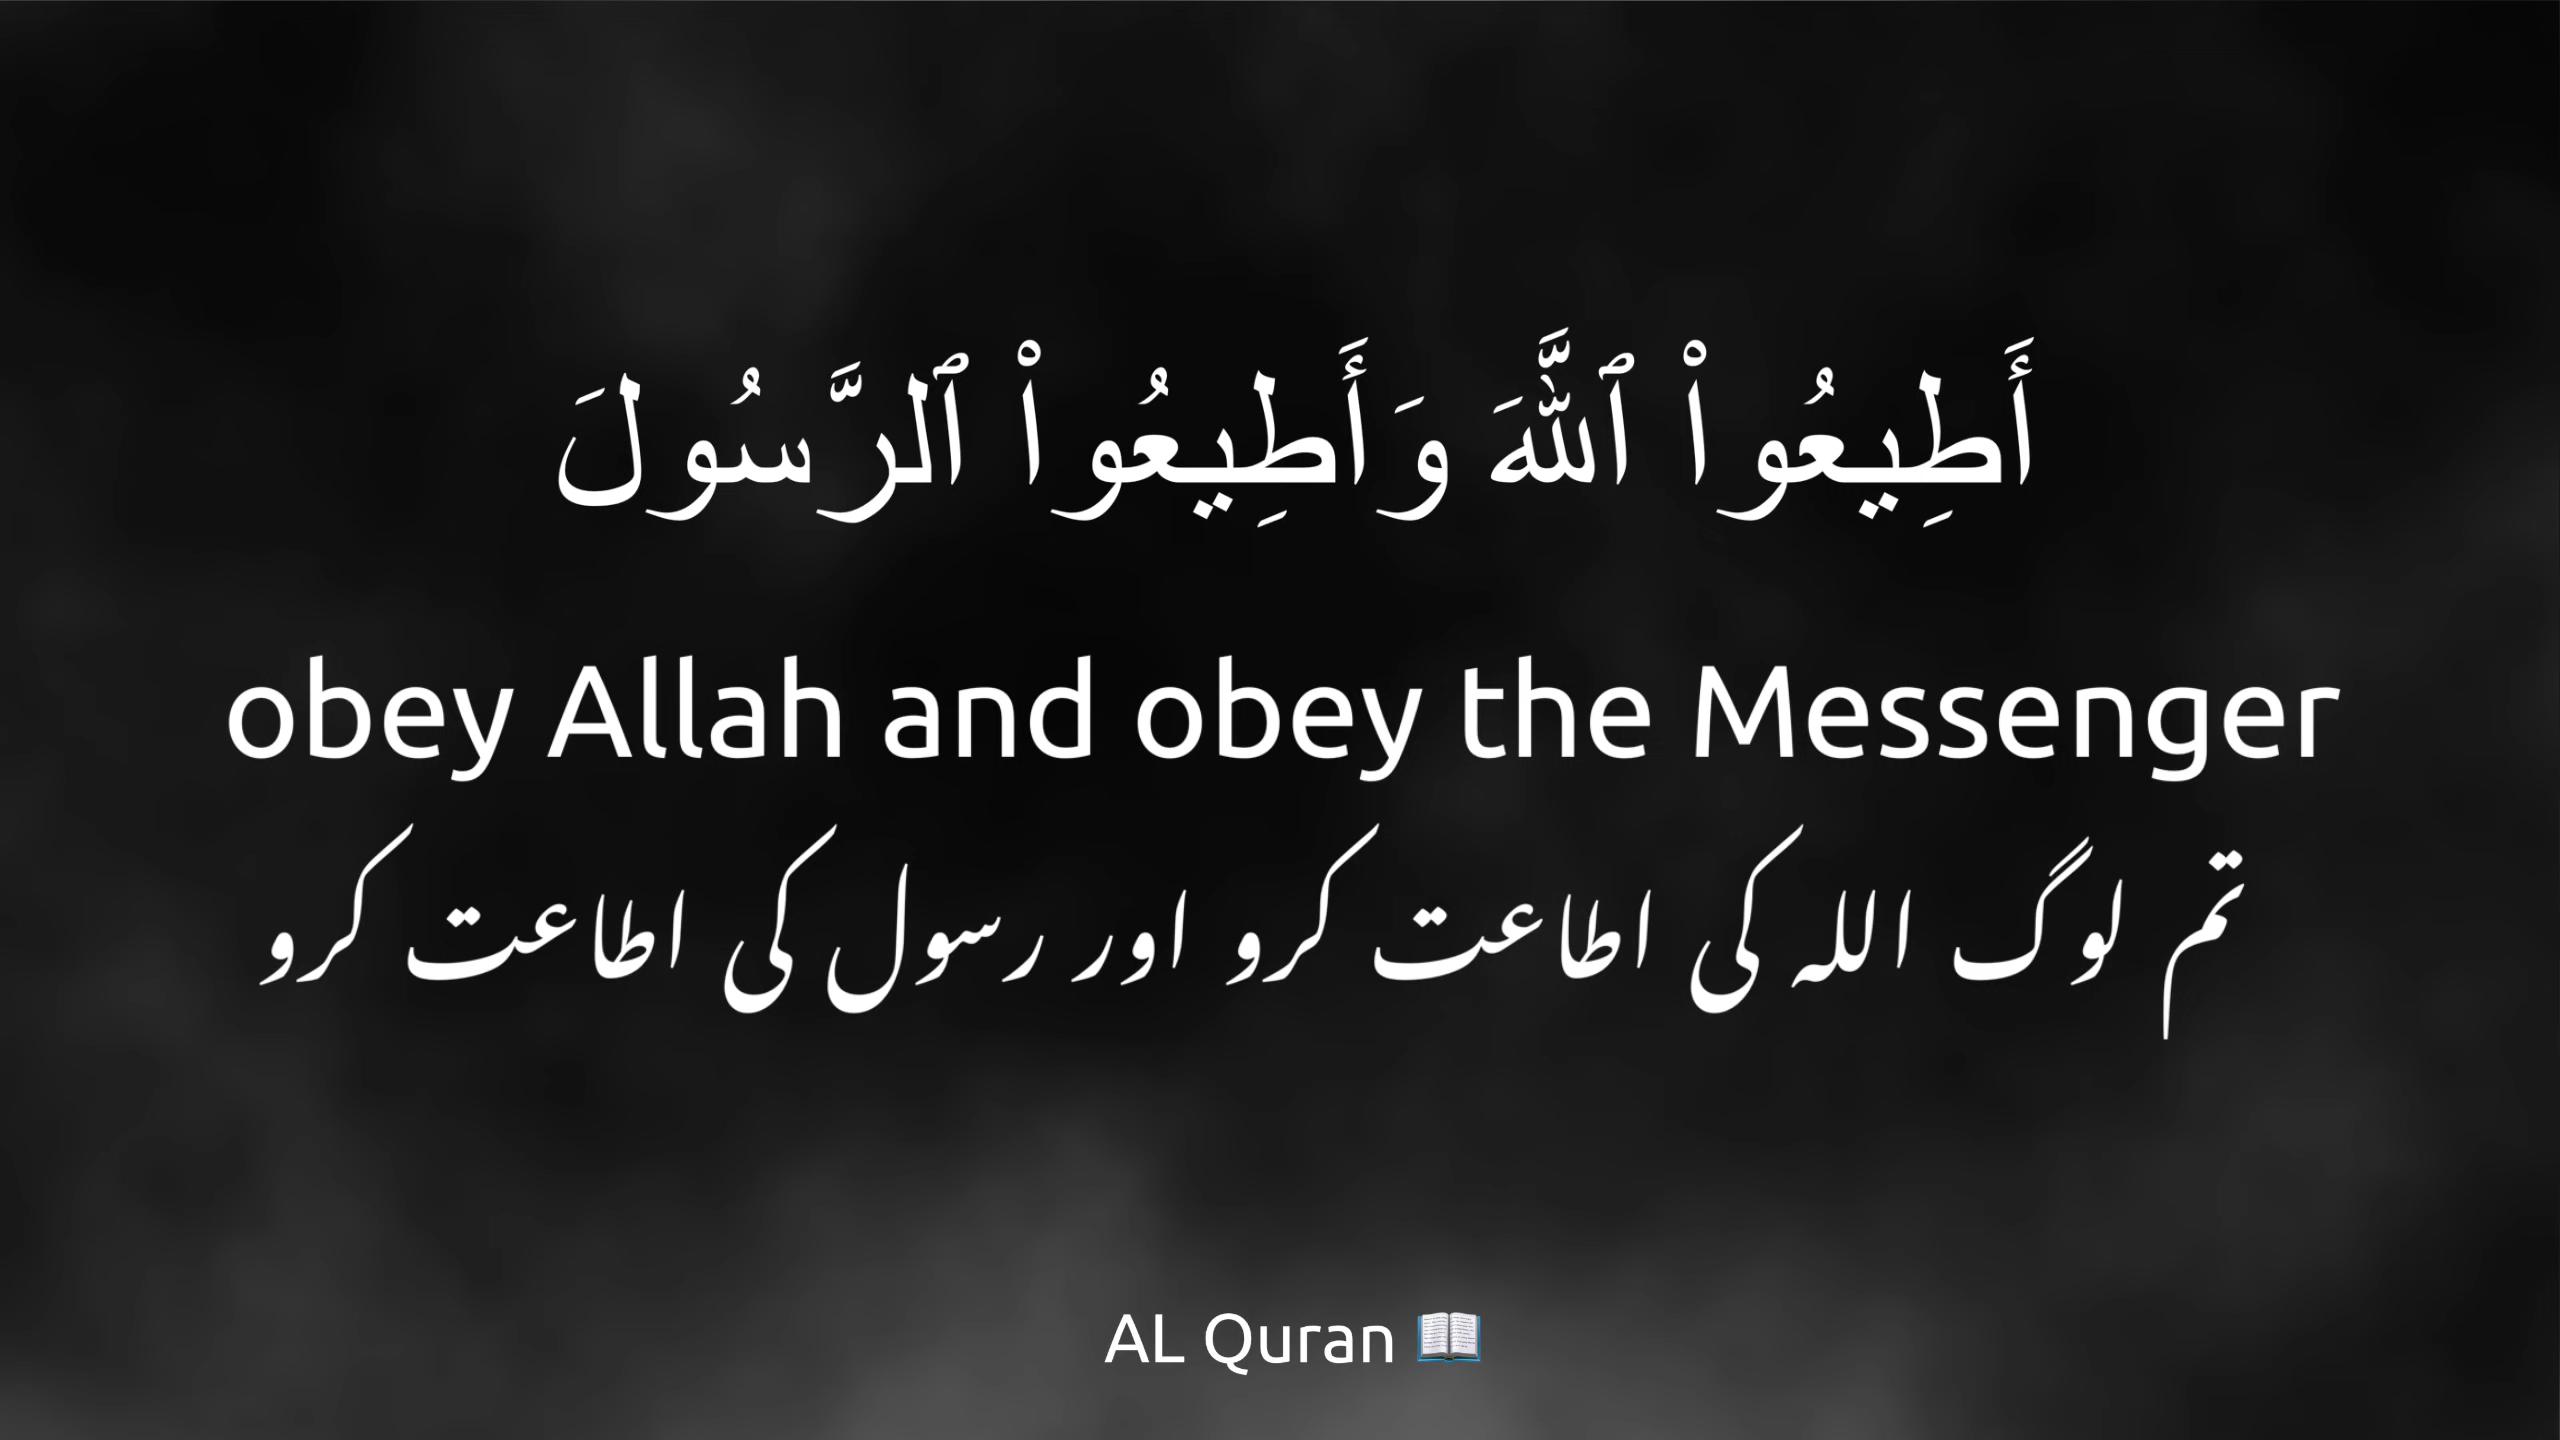 أَطِيعُوا۟ ٱللَّهَ وَأَطِيعُوا۟ ٱلرَّسُولَ
obey Allah and obey the Messenger
تم لوگ اللہ کی اطاعت کرو اور رسول کی اطاعت کرو
AL Quran 📖